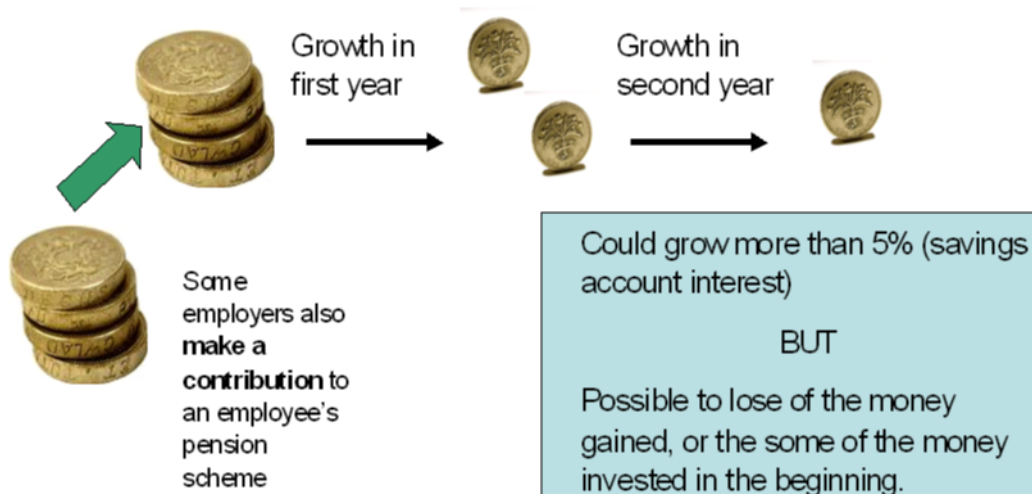 Growth in
first year
Growth in
second year
Some
employers also
make a
contribution to
an employee's
pension
scheme
Could grow more than 5% (savings
account interest)
BUT
Possible to lose of the money
gained, or the some of the money
invested in the beginning.